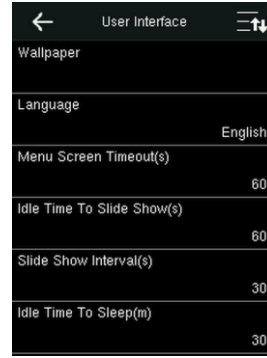 User Interface
Wallpaper
Language
English
Menu Screen Timeout(s)
60
Idle Time To Slide Show(s)
60
Slide Show Interval(s)
30
Idle Time To Sleep(m)
30